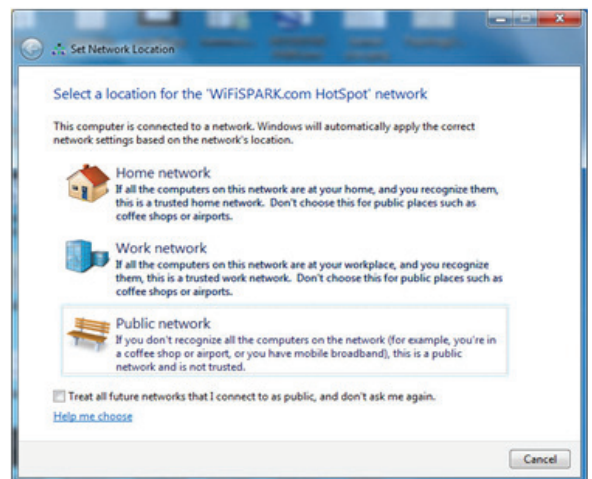 Set Network Location
Select a location for the 'WiFiSPARK.com HotSpot' network
This computer is connected to a network. Windows will automatically apply the correct
network settings based on the network's location.
Home network
If all the computers on this network are at your home, and you recognize them,
this is a trusted home network. Don't choose this for public places such as
coffee shops or airports.
Work network
If all the computers on this network are at your workplace, and you recognize
them, this is a trusted work network. Don't choose this for public places such as
coffee shops or airports.
Public network
If you don't recognize all the computers on the network (for example, you're in
a coffee shop or airport, or you have mobile broadband), this is a public
network and is not trusted.
Treat all future networks that I connect to as public, and don't ask me again.
Help me choose
Cancel